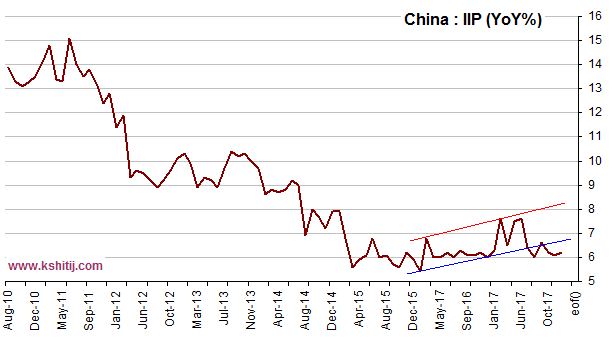 China : IIP (YoY%)
16
15
14
13
12
11
10
9
8
7
6
5
www.kshitij.com
Aug-10
Dec-10
May-11
Sep-11
Jan-12
Jun-12
Oct-12
Mar-13
Jul-13
Nov-13
Apr-14
Aug-14
Dec-14
Apr-15
Aug-15
Dec-15
May-16
Sep-16
Jan-17
Jun-17
Oct-17
eof()